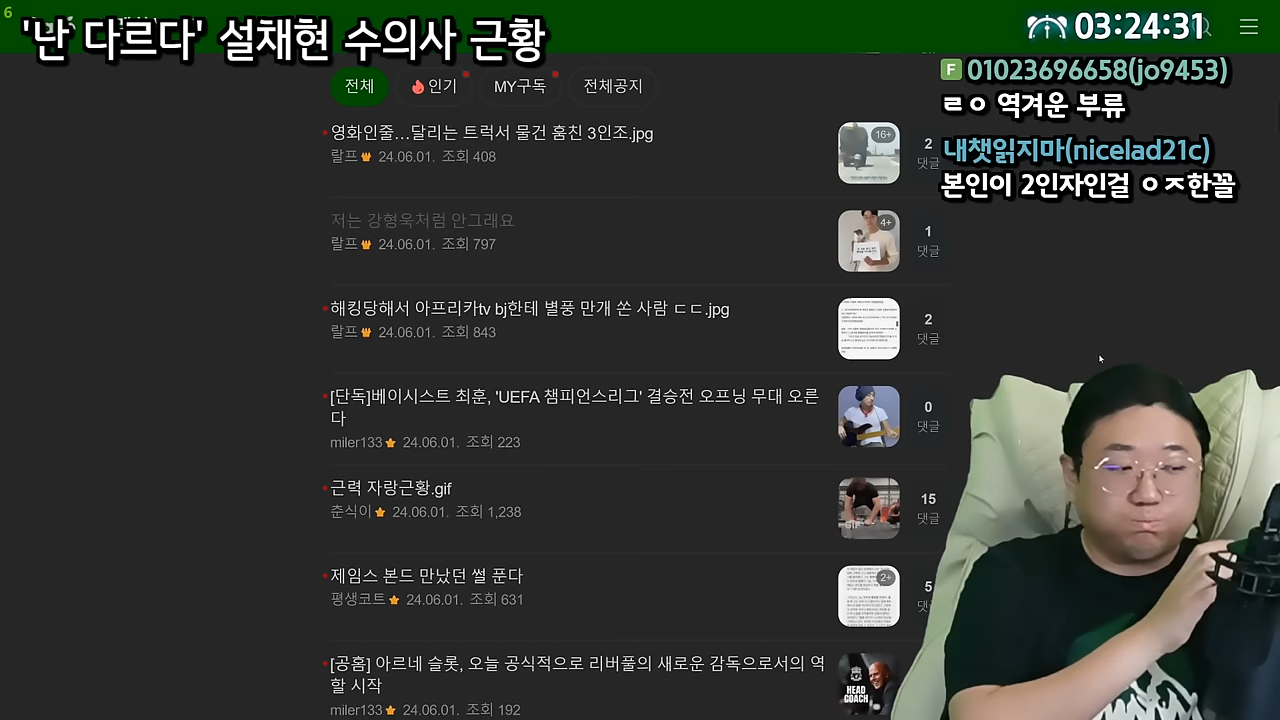 6
'난 다르다' 설채현 수의사 근황
03:24:31
전체
인기
MY구독
전체공지
F 01023696658(jo9453)
ㄹㅇ 역겨운 부류
내챗읽지마(nicelad21c)
본인이 2인자인걸 ㅇㅈ한꼴
영화인줄...달리는 트럭서 물건 훔친 3인조.jpg
랄프 24.06.01. 조회 408
16+
2
댓글
저는 강형욱처럼 안그래요
랄프 24.06.01. 조회 797
4+
1
댓글
해킹당해서 아프리카tv bj한테 별풍 만개 쏜 사람 ㄷㄷ.jpg
랄프 24.06.01. 조회 843
2
댓글
[단독]베이시스트 최훈, 'UEFA 챔피언스리그' 결승전 오프닝 무대 오른
다
miler133 24.06.01. 조회 223
0
댓글
근력 자랑근황.gif
춘식이 24.06.01. 조회 1,238
GIF
15
댓글
제임스 본드 만났던 썰 푼다
평생코트 24.06.01. 조회 631
2+
5
댓글
[공홈] 아르네 슬롯, 오늘 공식적으로 리버풀의 새로운 감독으로서의 역
할 시작
miler133 24.06.01. 조회 192
HEAD
COACH